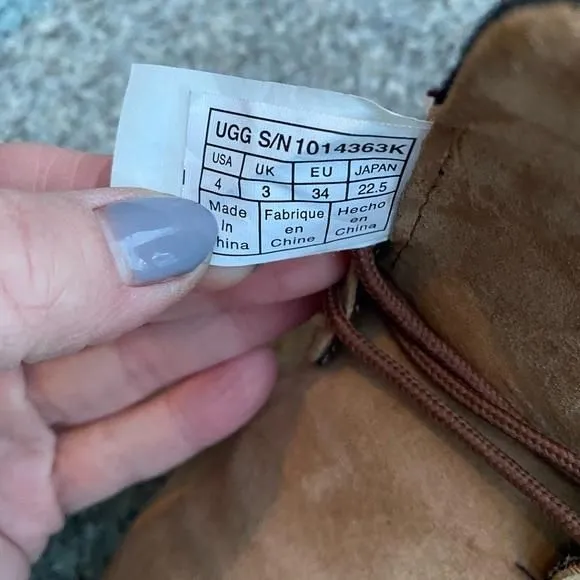 UGG S/N 1014363K
USA UK EU JAPAN
4 3 34 22.5
Made Fabrique Hecho
in en en
China Chine China